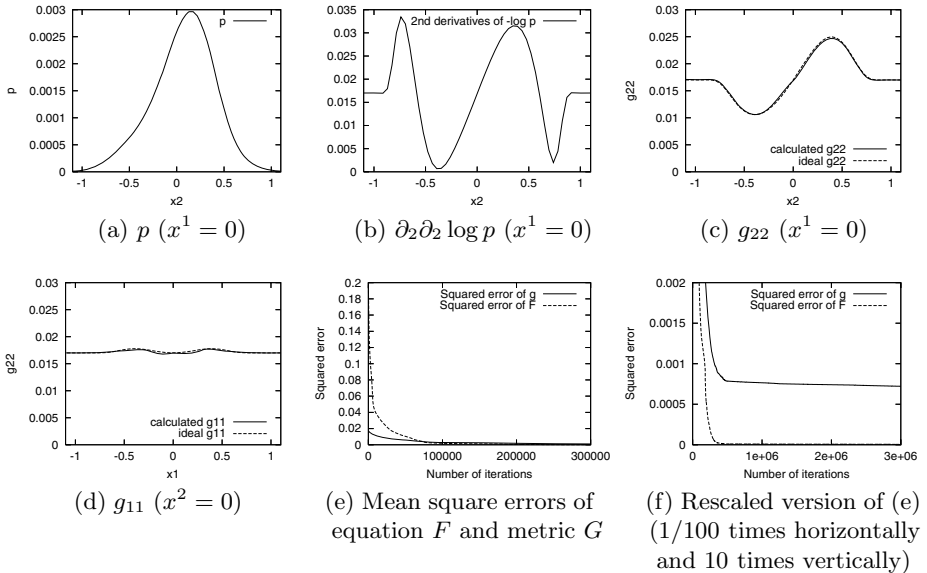 0.003
0.0025
0.002
0.0015
0.001
0.0005
0
p
-1 -0.5 0 0.5 1
x2
p
(a) p (x¹ = 0)
0.035
0.03
0.025
0.02
0.015
0.01
0.005
0
2nd derivatives of -log p
-1 -0.5 0 0.5 1
x2
(b) ∂₂∂₂ log p (x¹ = 0)
0.03
0.025
0.02
0.015
0.01
0.005
0
g22
calculated g22
ideal g22
-1 -0.5 0 0.5 1
x2
(c) g₂₂ (x¹ = 0)
0.03
0.025
0.02
0.015
0.01
0.005
0
g22
calculated g11
ideal g11
-1 -0.5 0 0.5 1
x1
(d) g₁₁ (x² = 0)
0.2
0.18
0.16
0.14
0.12
0.1
0.08
0.06
0.04
0.02
0
Squared error
Squared error of g
Squared error of F
0 100000 200000 300000
Number of iterations
(e) Mean square errors of
equation F and metric G
0.002
0.0015
0.001
0.0005
0
Squared error
Squared error of g
Squared error of F
0 1e+06 2e+06 3e+06
Number of iterations
(f) Rescaled version of (e)
(1/100 times horizontally
and 10 times vertically)